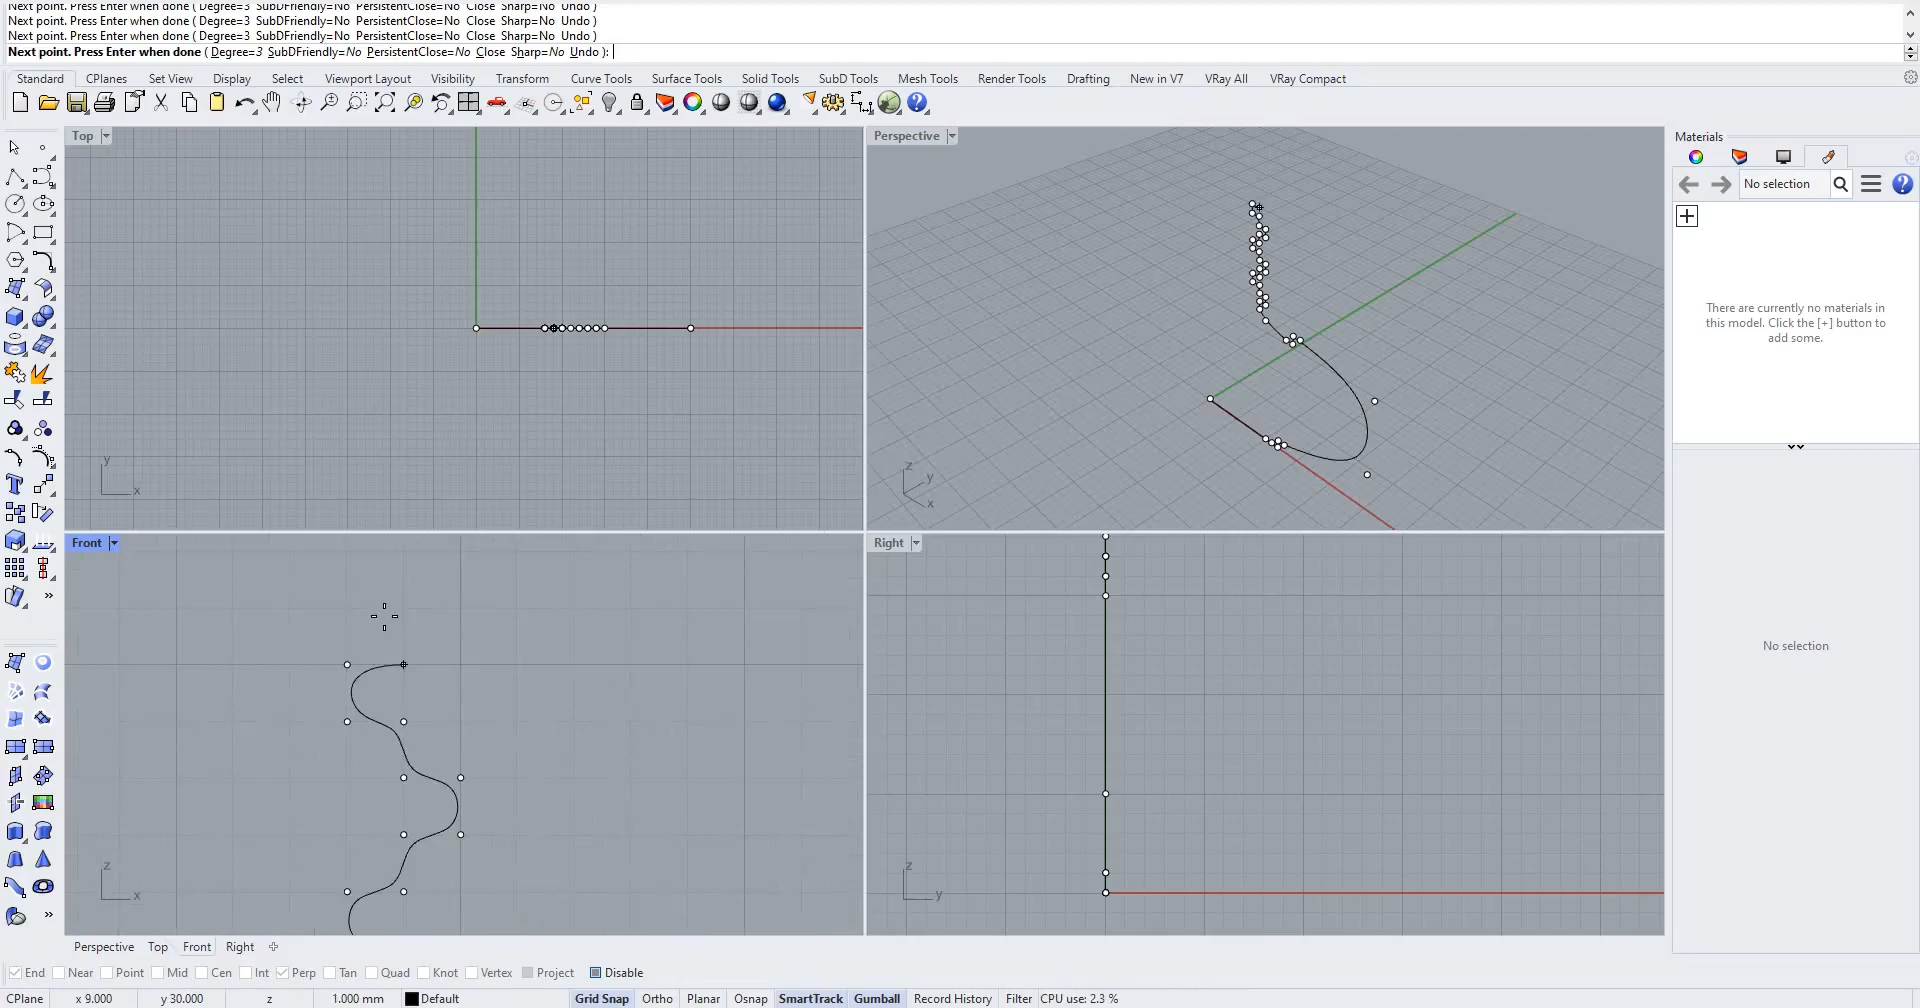 Next point. Press Enter when done ( Degree=3 SubDFriendly=No PersistentClose=No Close Sharp=No Undo )
Next point. Press Enter when done ( Degree=3 SubDFriendly=No PersistentClose=No Close Sharp=No Undo )
Next point. Press Enter when done ( Degree=3 SubDFriendly=No PersistentClose=No Close Sharp=No Undo )
Next point. Press Enter when done ( Degree=3 SubDFriendly=No PersistentClose=No Close Sharp=No Undo ):
Standard CPlanes Set View Display Select Viewport Layout Visibility Transform Curve Tools Surface Tools Solid Tools SubD Tools Mesh Tools Render Tools Drafting New in V7 VRay All VRay Compact
Top
Perspective
Materials
No selection
There are currently no materials in
this model. Click the [+] button to
add some.
y
x
z
y
x
Front
Right
No selection
z
x
z
y
Perspective Top Front Right
End Near Point Mid Cen Int Perp Tan Quad Knot Vertex Project Disable
CPlane x 9.000 y 30.000 z 1.000 mm Default Grid Snap Ortho Planar Osnap SmartTrack Gumball Record History Filter CPU use: 2.3 %